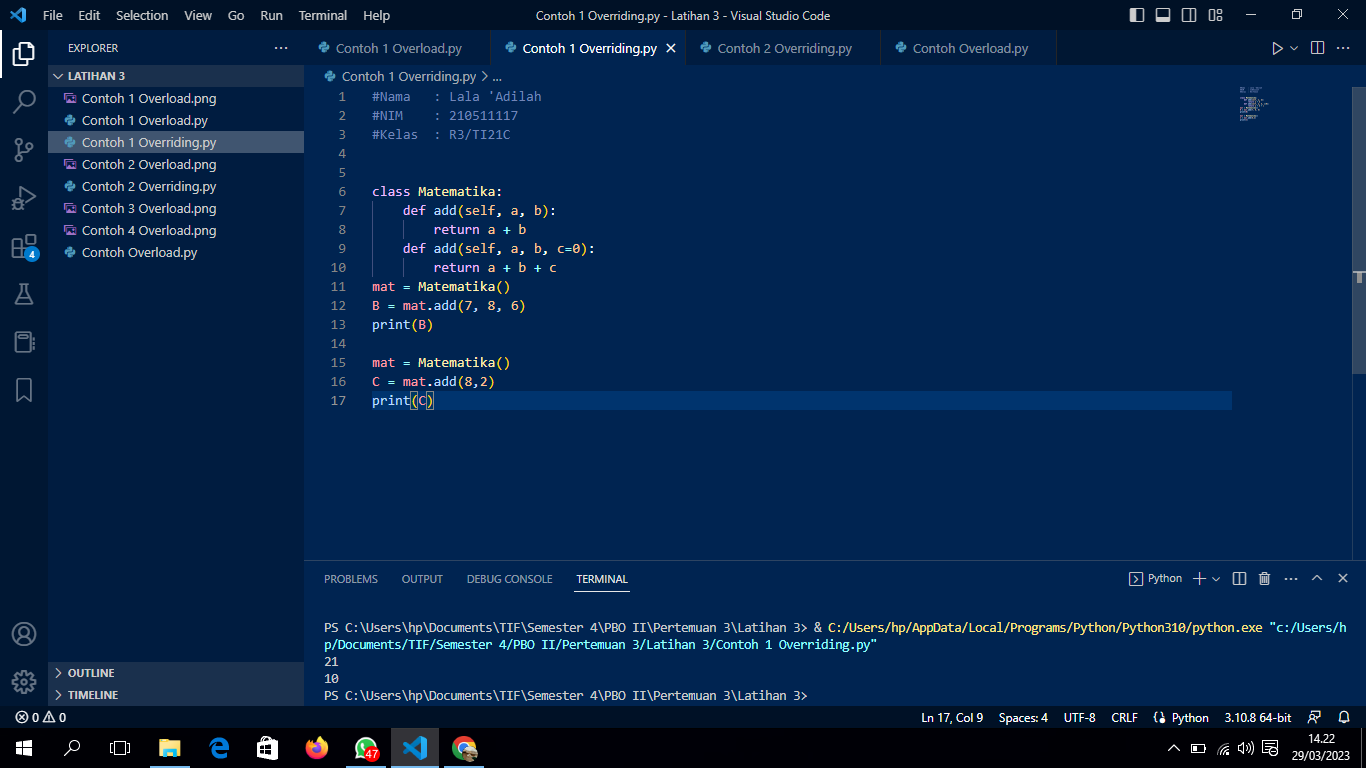 File Edit Selection View Go Run Terminal Help
Contoh 1 Overriding.py - Latihan 3 - Visual Studio Code
EXPLORER
LATIHAN 3
Contoh 1 Overload.png
Contoh 1 Overload.py
Contoh 1 Overriding.py
Contoh 2 Overload.png
Contoh 2 Overriding.py
Contoh 3 Overload.png
Contoh 4 Overload.png
Contoh Overload.py
4
OUTLINE
TIMELINE
Contoh 1 Overload.py Contoh 1 Overriding.py Contoh 2 Overriding.py Contoh Overload.py
Contoh 1 Overriding.py > ...
1 #Nama   : Lala 'Adilah
2 #NIM    : 210511117
3 #Kelas  : R3/TI21C
4
5
6 class Matematika:
7     def add(self, a, b):
8         return a + b
9     def add(self, a, b, c=0):
10         return a + b + c
11 mat = Matematika()
12 B = mat.add(7, 8, 6)
13 print(B)
14
15 mat = Matematika()
16 C = mat.add(8,2)
17 print(C)
PROBLEMS OUTPUT DEBUG CONSOLE TERMINAL
Python
PS C:\Users\hp\Documents\TIF\Semester 4\PBO II\Pertemuan 3\Latihan 3> & C:/Users/hp/AppData/Local/Programs/Python/Python310/python.exe "c:/Users/h
p/Documents/TIF/Semester 4/PBO II/Pertemuan 3/Latihan 3/Contoh 1 Overriding.py"
21
10
PS C:\Users\hp\Documents\TIF\Semester 4\PBO II\Pertemuan 3\Latihan 3>
0 0
Ln 17, Col 9 Spaces: 4 UTF-8 CRLF Python 3.10.8 64-bit
47
14.22
29/03/2023